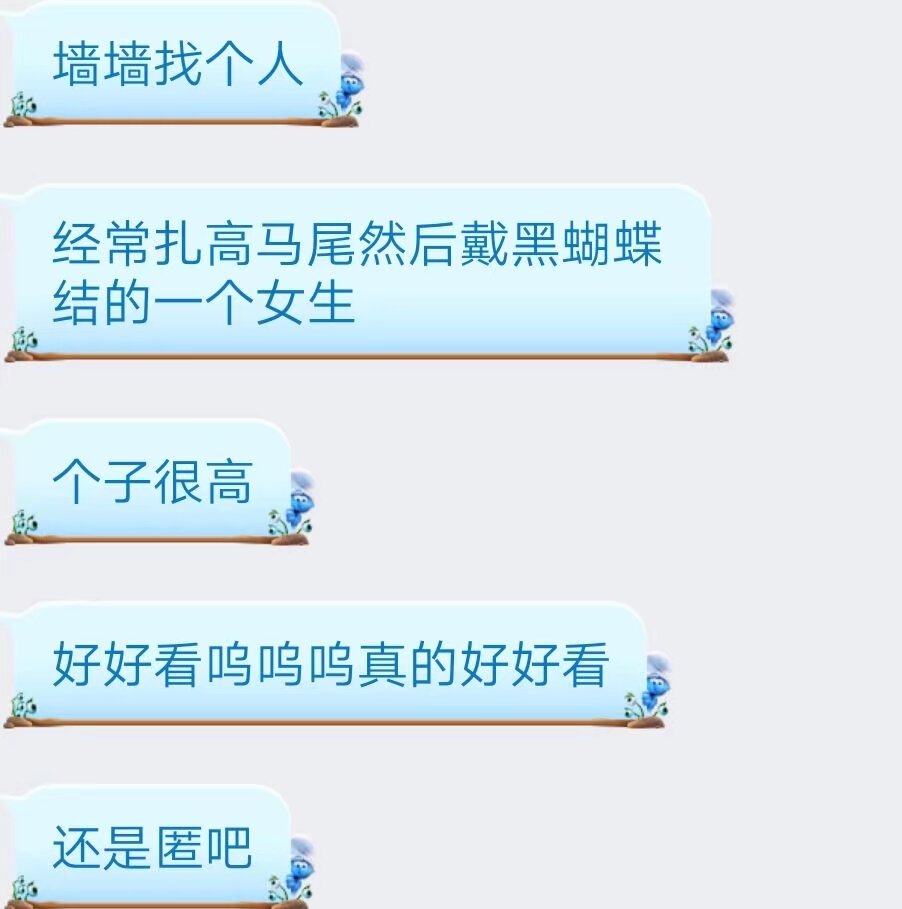 墙墙找个人
经常扎高马尾然后戴黑蝴蝶
结的一个女生
个子很高
好好看呜呜呜真的好好看
还是匿吧